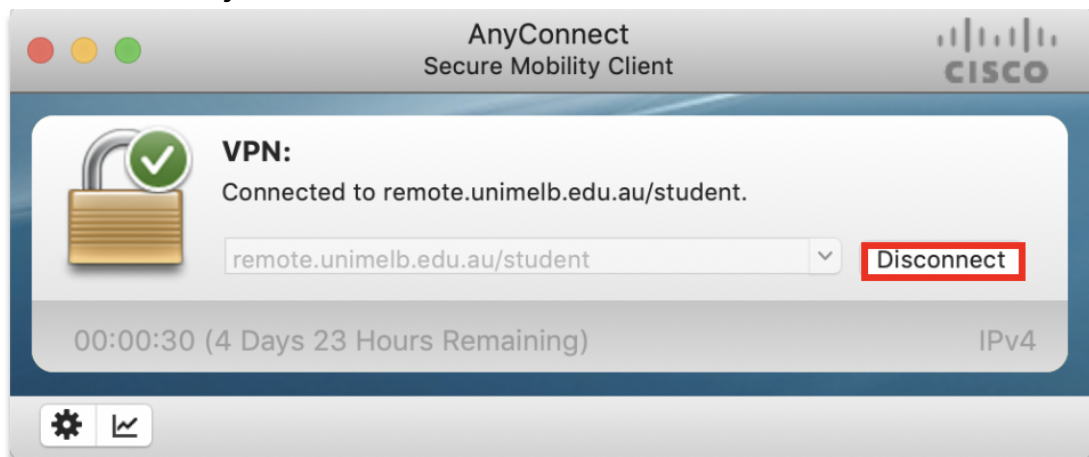 AnyConnect
Secure Mobility Client
CISCO
VPN:
Connected to remote.unimelb.edu.au/student.
remote.unimelb.edu.au/student
Disconnect
00:00:30 (4 Days 23 Hours Remaining)
IPv4